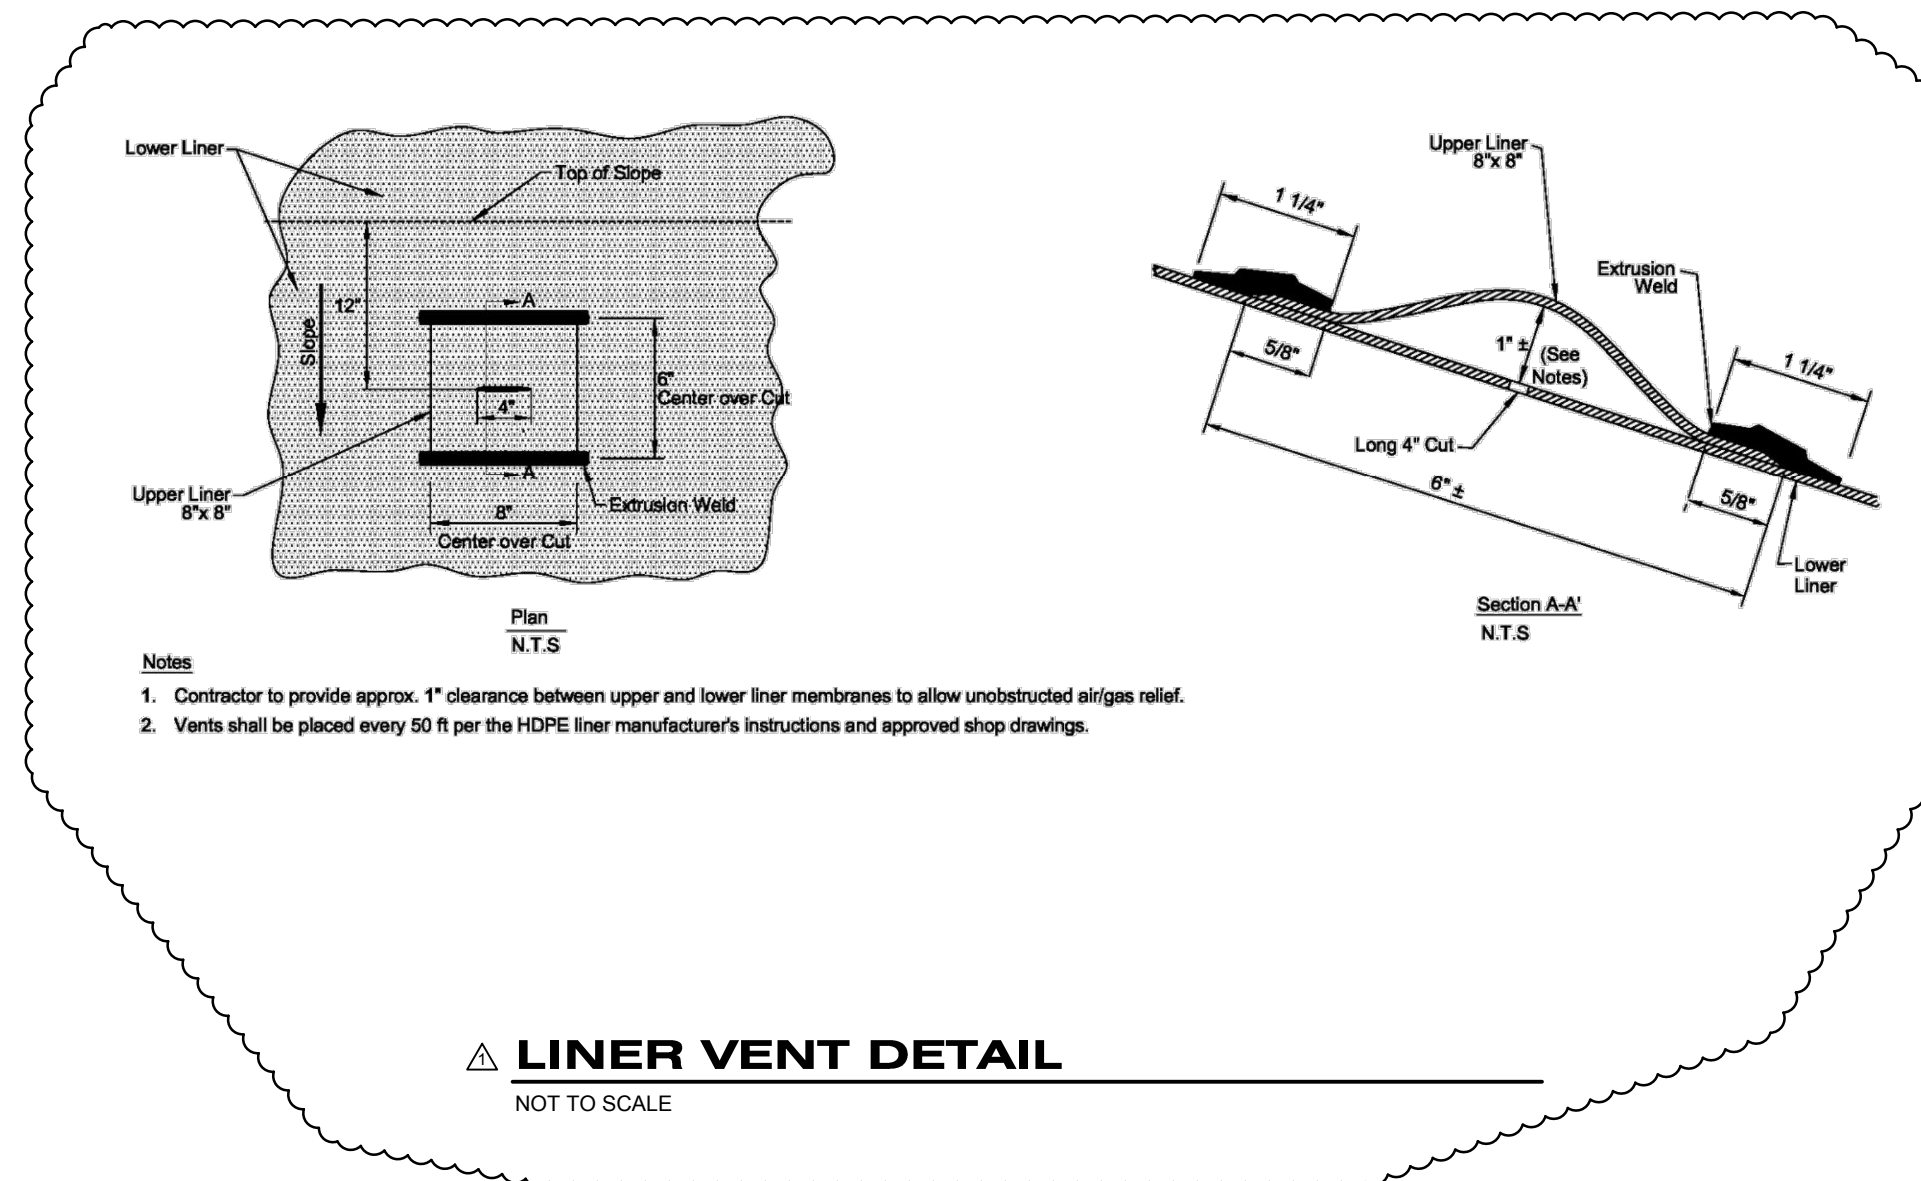 Lower Liner
Top of Slope
12"
Slope
A
6"
Center over Cut
4"
A
Upper Liner
8"x 8"
8"
Center over Cut
Extrusion Weld
Plan
N.T.S
Upper Liner
8"x 8"
1 1/4"
Extrusion
Weld
5/8"
1" ±
(See
Notes)
1 1/4"
Long 4" Cut
6" ±
5/8"
Lower
Liner
Section A-A'
N.T.S
Notes
1. Contractor to provide approx. 1" clearance between upper and lower liner membranes to allow unobstructed air/gas relief.
2. Vents shall be placed every 50 ft per the HDPE liner manufacturer's instructions and approved shop drawings.
1
LINER VENT DETAIL
NOT TO SCALE